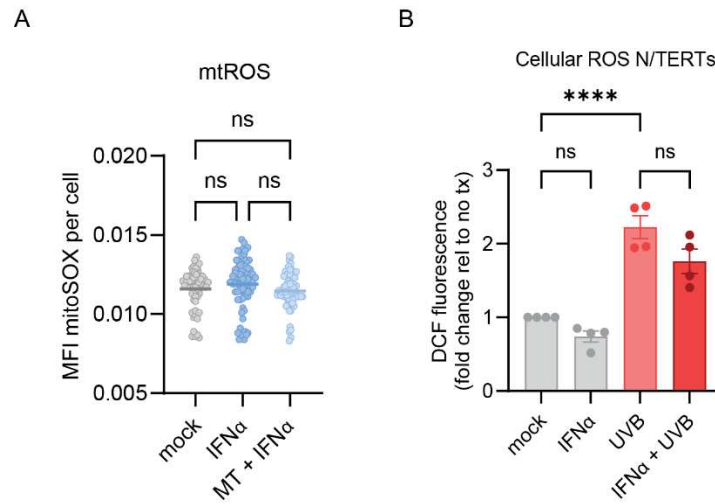 A
mtROS
ns
ns
ns
0.020
0.015
0.010
0.005
MFI mitoSOX per cell
mock
IFNα
MT + IFNα
B
Cellular ROS N/TERTs
****
ns
ns
3
2
1
0
DCF fluorescence
(fold change rel to no tx)
mock
IFNα
UVB
IFNα + UVB